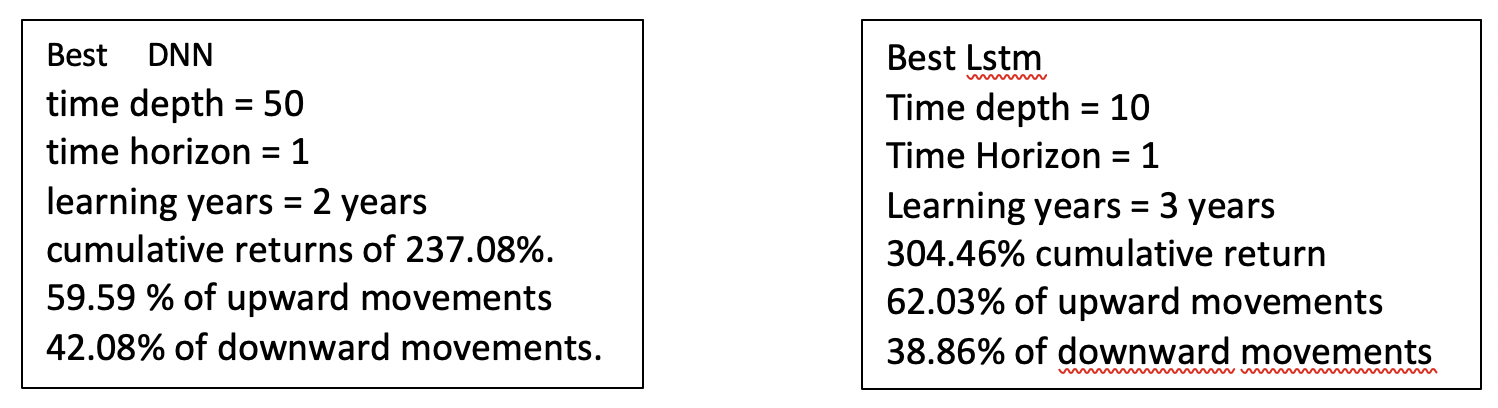 Best DNN
time depth = 50
time horizon = 1
learning years = 2 years
cumulative returns of 237.08%.
59.59 % of upward movements
42.08% of downward movements.
Best Lstm
Time depth = 10
Time Horizon = 1
Learning years = 3 years
304.46% cumulative return
62.03% of upward movements
38.86% of downward movements